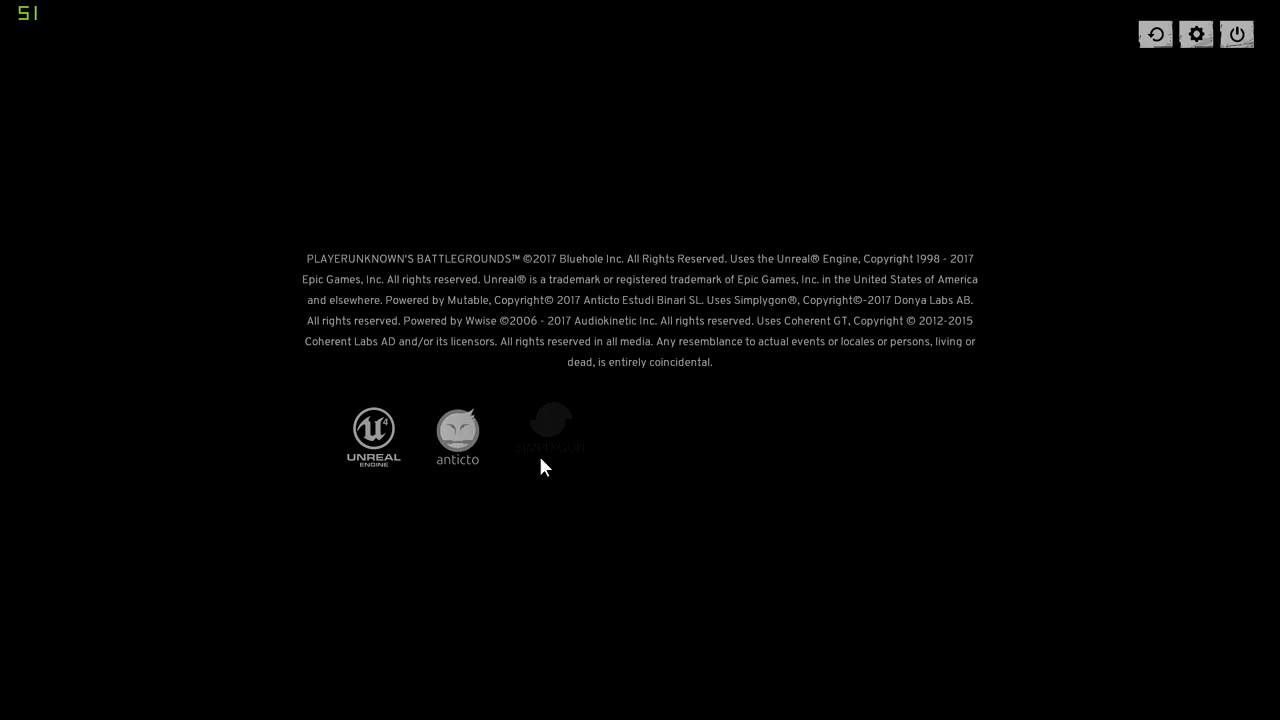 51
PLAYERUNKNOWN'S BATTLEGROUNDS™ ©2017 Bluehole Inc. All Rights Reserved. Uses the Unreal® Engine, Copyright 1998 - 2017
Epic Games, Inc. All rights reserved. Unreal® is a trademark or registered trademark of Epic Games, Inc. in the United States of America
and elsewhere. Powered by Mutable, Copyright© 2017 Anticto Estudi Binari SL. Uses Simplygon®, Copyright©-2017 Donya Labs AB.
All rights reserved. Powered by Wwise ©2006 - 2017 Audiokinetic Inc. All rights reserved. Uses Coherent GT, Copyright © 2012-2015
Coherent Labs AD and/or its licensors. All rights reserved in all media. Any resemblance to actual events or locales or persons, living or
dead, is entirely coincidental.
4
UNREAL
ENGINE
anticto
SIMPLYGON